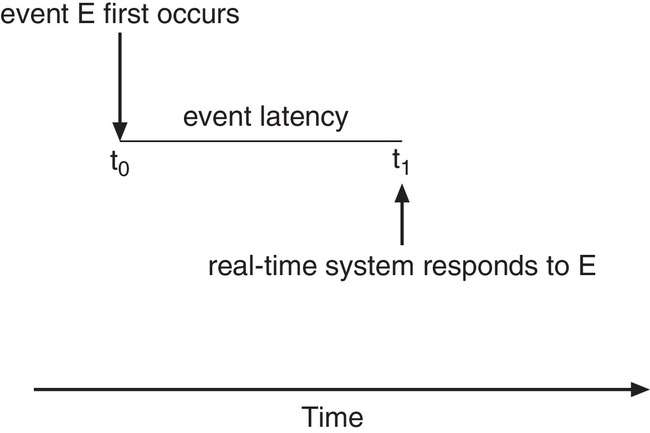 event E first occurs
event latency
t₀
t₁
real-time system responds to E
Time